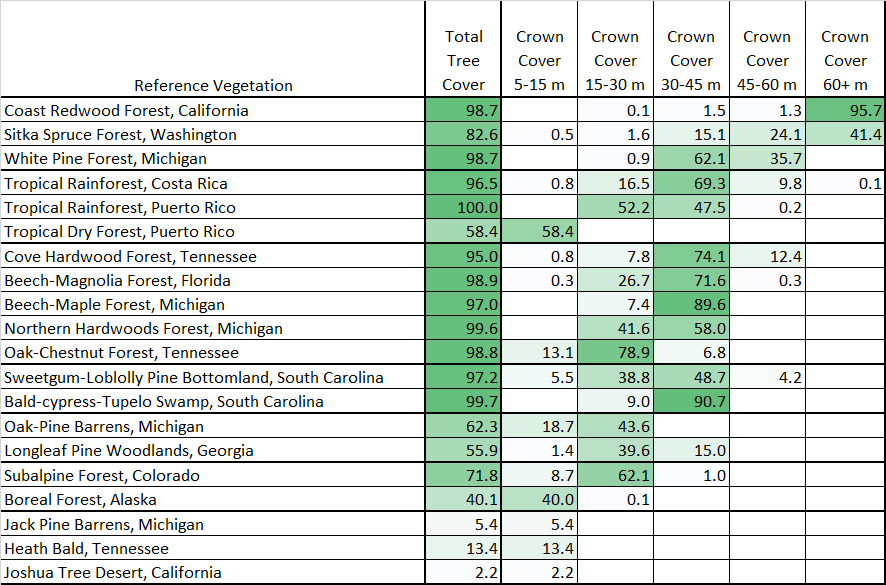 Reference Vegetation | Total Tree Cover | Crown Cover 5-15 m | Crown Cover 15-30 m | Crown Cover 30-45 m | Crown Cover 45-60 m | Crown Cover 60+ m
Coast Redwood Forest, California | 98.7 | | 0.1 | 1.5 | 1.3 | 95.7
Sitka Spruce Forest, Washington | 82.6 | 0.5 | 1.6 | 15.1 | 24.1 | 41.4
White Pine Forest, Michigan | 98.7 | | 0.9 | 62.1 | 35.7 |
Tropical Rainforest, Costa Rica | 96.5 | 0.8 | 16.5 | 69.3 | 9.8 | 0.1
Tropical Rainforest, Puerto Rico | 100.0 | | 52.2 | 47.5 | 0.2 |
Tropical Dry Forest, Puerto Rico | 58.4 | 58.4 | | | |
Cove Hardwood Forest, Tennessee | 95.0 | 0.8 | 7.8 | 74.1 | 12.4 |
Beech-Magnolia Forest, Florida | 98.9 | 0.3 | 26.7 | 71.6 | 0.3 |
Beech-Maple Forest, Michigan | 97.0 | | 7.4 | 89.6 | |
Northern Hardwoods Forest, Michigan | 99.6 | | 41.6 | 58.0 | |
Oak-Chestnut Forest, Tennessee | 98.8 | 13.1 | 78.9 | 6.8 | |
Sweetgum-Loblolly Pine Bottomland, South Carolina | 97.2 | 5.5 | 38.8 | 48.7 | 4.2 |
Bald-cypress-Tupelo Swamp, South Carolina | 99.7 | | 9.0 | 90.7 | |
Oak-Pine Barrens, Michigan | 62.3 | 18.7 | 43.6 | | |
Longleaf Pine Woodlands, Georgia | 55.9 | 1.4 | 39.6 | 15.0 | |
Subalpine Forest, Colorado | 71.8 | 8.7 | 62.1 | 1.0 | |
Boreal Forest, Alaska | 40.1 | 40.0 | 0.1 | | |
Jack Pine Barrens, Michigan | 5.4 | 5.4 | | | |
Heath Bald, Tennessee | 13.4 | 13.4 | | | |
Joshua Tree Desert, California | 2.2 | 2.2 | | | |